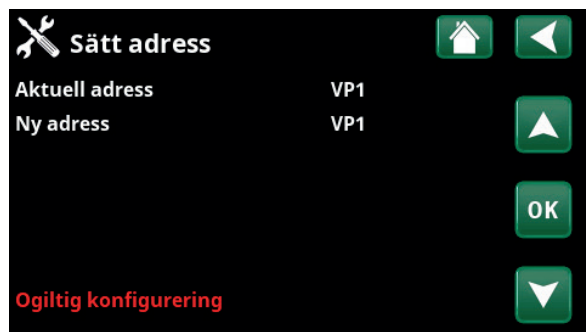 Sätt adress
Aktuell adress VP1
Ny adress VP1
OK
Ogiltig konfigurering